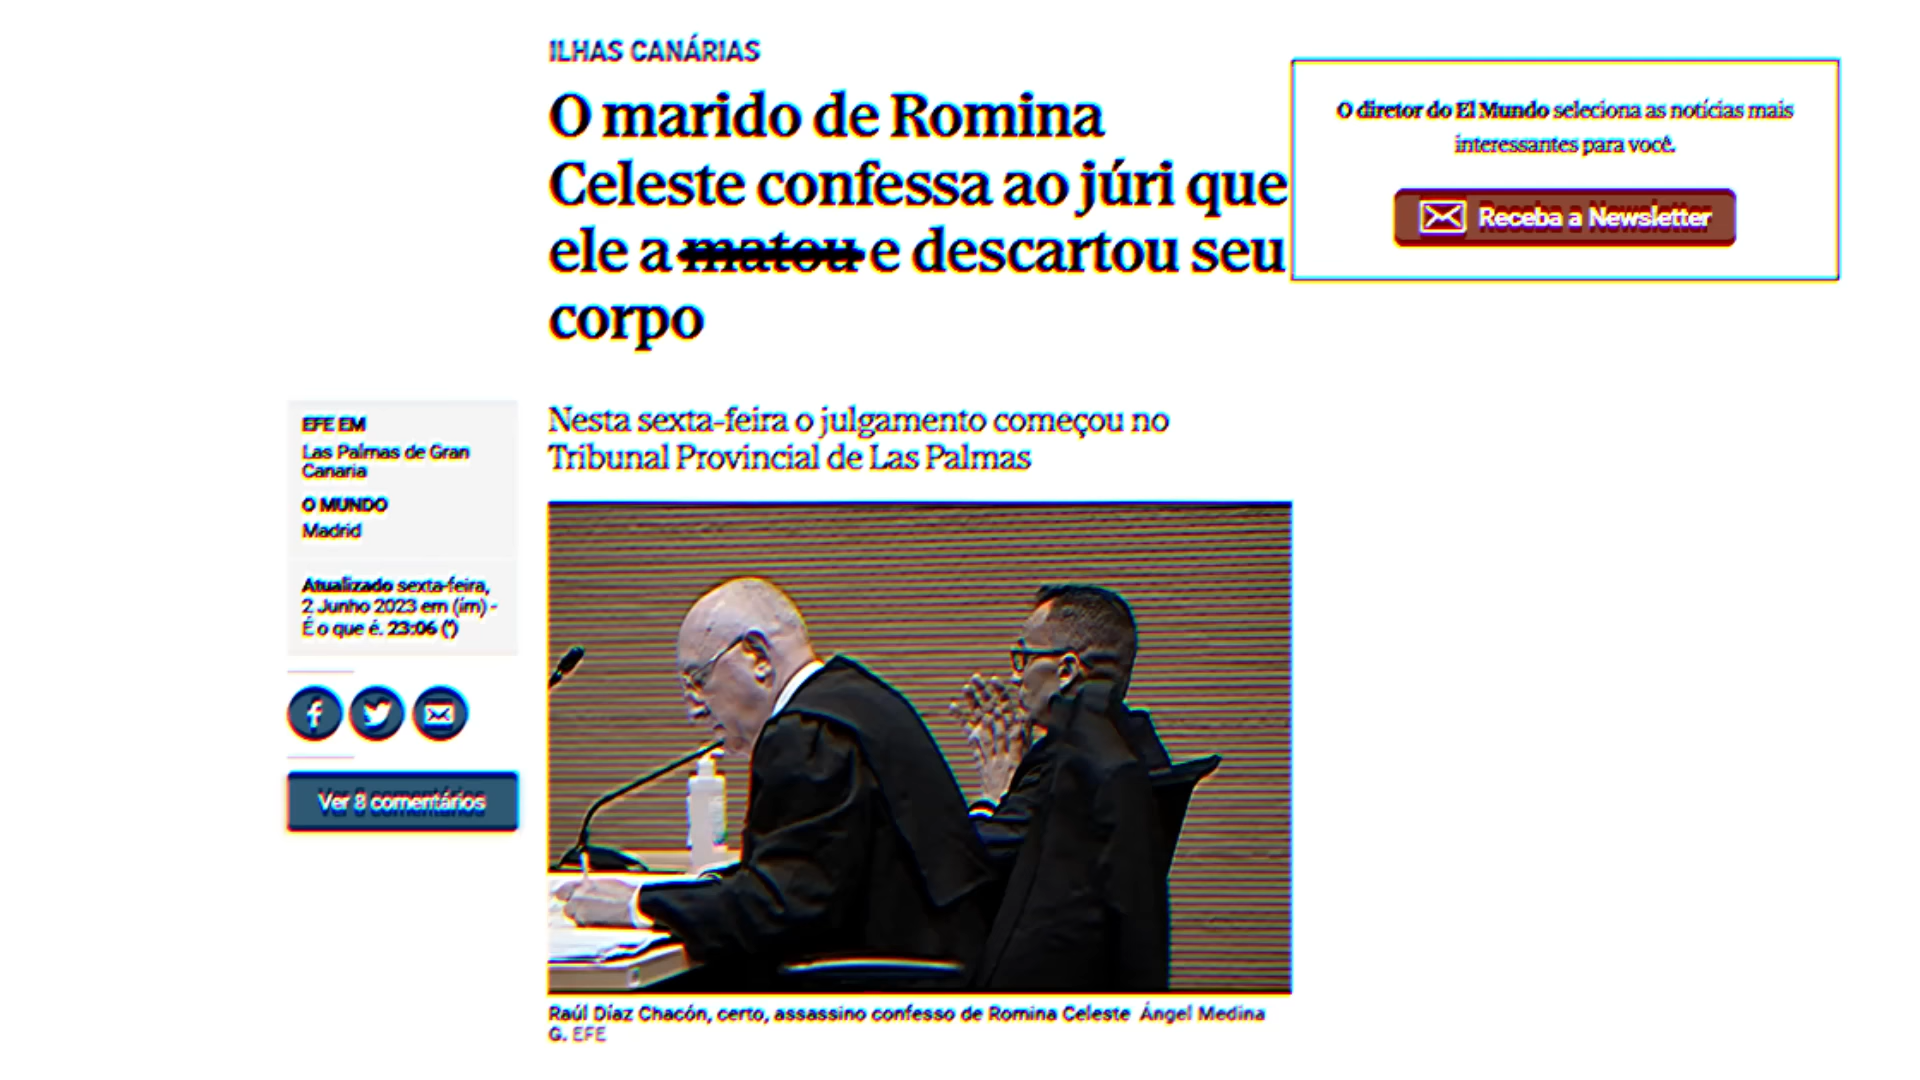 ILHAS CANÁRIAS
O marido de Romina
Celeste confessa ao júri que
ele a matou e descartou seu
corpo
O diretor do El Mundo seleciona as notícias mais
interessantes para você.
Receba a Newsletter
Nesta sexta-feira o julgamento começou no
Tribunal Provincial de Las Palmas
EFE EM
Las Palmas de Gran
Canaria
O MUNDO
Madrid
Atualizado sexta-feira,
2 Junho 2023 em (ím) -
É o que é. 23:06 (*)
Ver 8 comentários
Raúl Díaz Chacón, certo, assassino confesso de Romina Celeste Ángel Medina
G. EFE